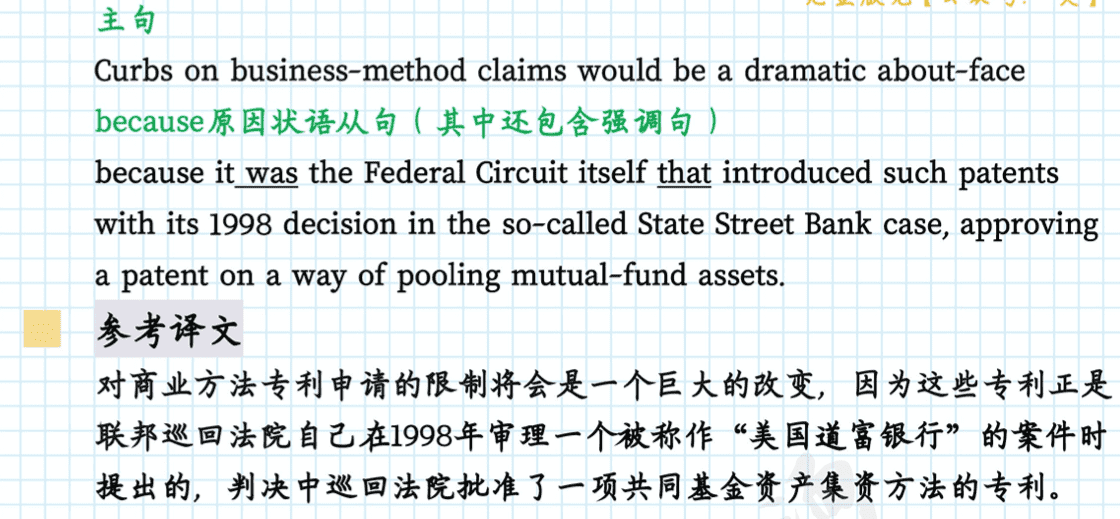 主句
Curbs on business-method claims would be a dramatic about-face
because原因状语从句（其中还包含强调句）
because it was the Federal Circuit itself that introduced such patents
with its 1998 decision in the so-called State Street Bank case, approving
a patent on a way of pooling mutual-fund assets.
参考译文
对商业方法专利申请的限制将会是一个巨大的改变，因为这些专利正是
联邦巡回法院自己在1998年审理一个被称作“美国道富银行”的案件时
提出的，判决中巡回法院批准了一项共同基金资产集资方法的专利。